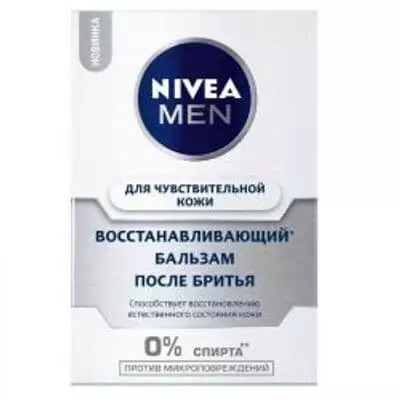 НОВИНКА
NIVEA
MEN
ДЛЯ ЧУВСТВИТЕЛЬНОЙ
КОЖИ
ВОССТАНАВЛИВАЮЩИЙ*
БАЛЬЗАМ
ПОСЛЕ БРИТЬЯ
Способствует восстановлению
естественного состояния кожи
0% СПИРТА**
ПРОТИВ МИКРОПОВРЕЖДЕНИЙ